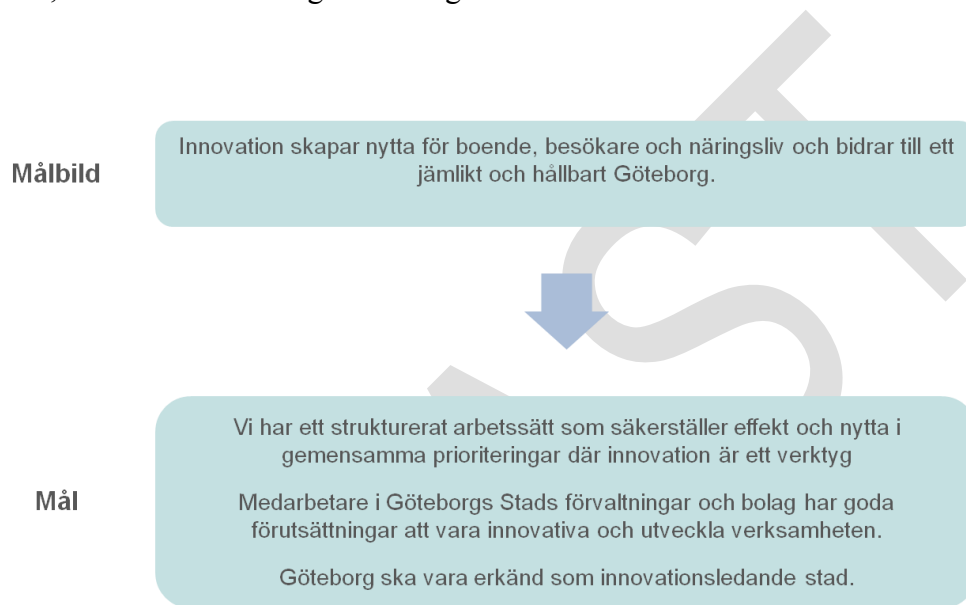 Målbild
Innovation skapar nytta för boende, besökare och näringsliv och bidrar till ett
jämlikt och hållbart Göteborg.
Mål
Vi har ett strukturerat arbetssätt som säkerställer effekt och nytta i
gemensamma prioriteringar där innovation är ett verktyg
Medarbetare i Göteborgs Stads förvaltningar och bolag har goda
förutsättningar att vara innovativa och utveckla verksamheten.
Göteborg ska vara erkänd som innovationsledande stad.